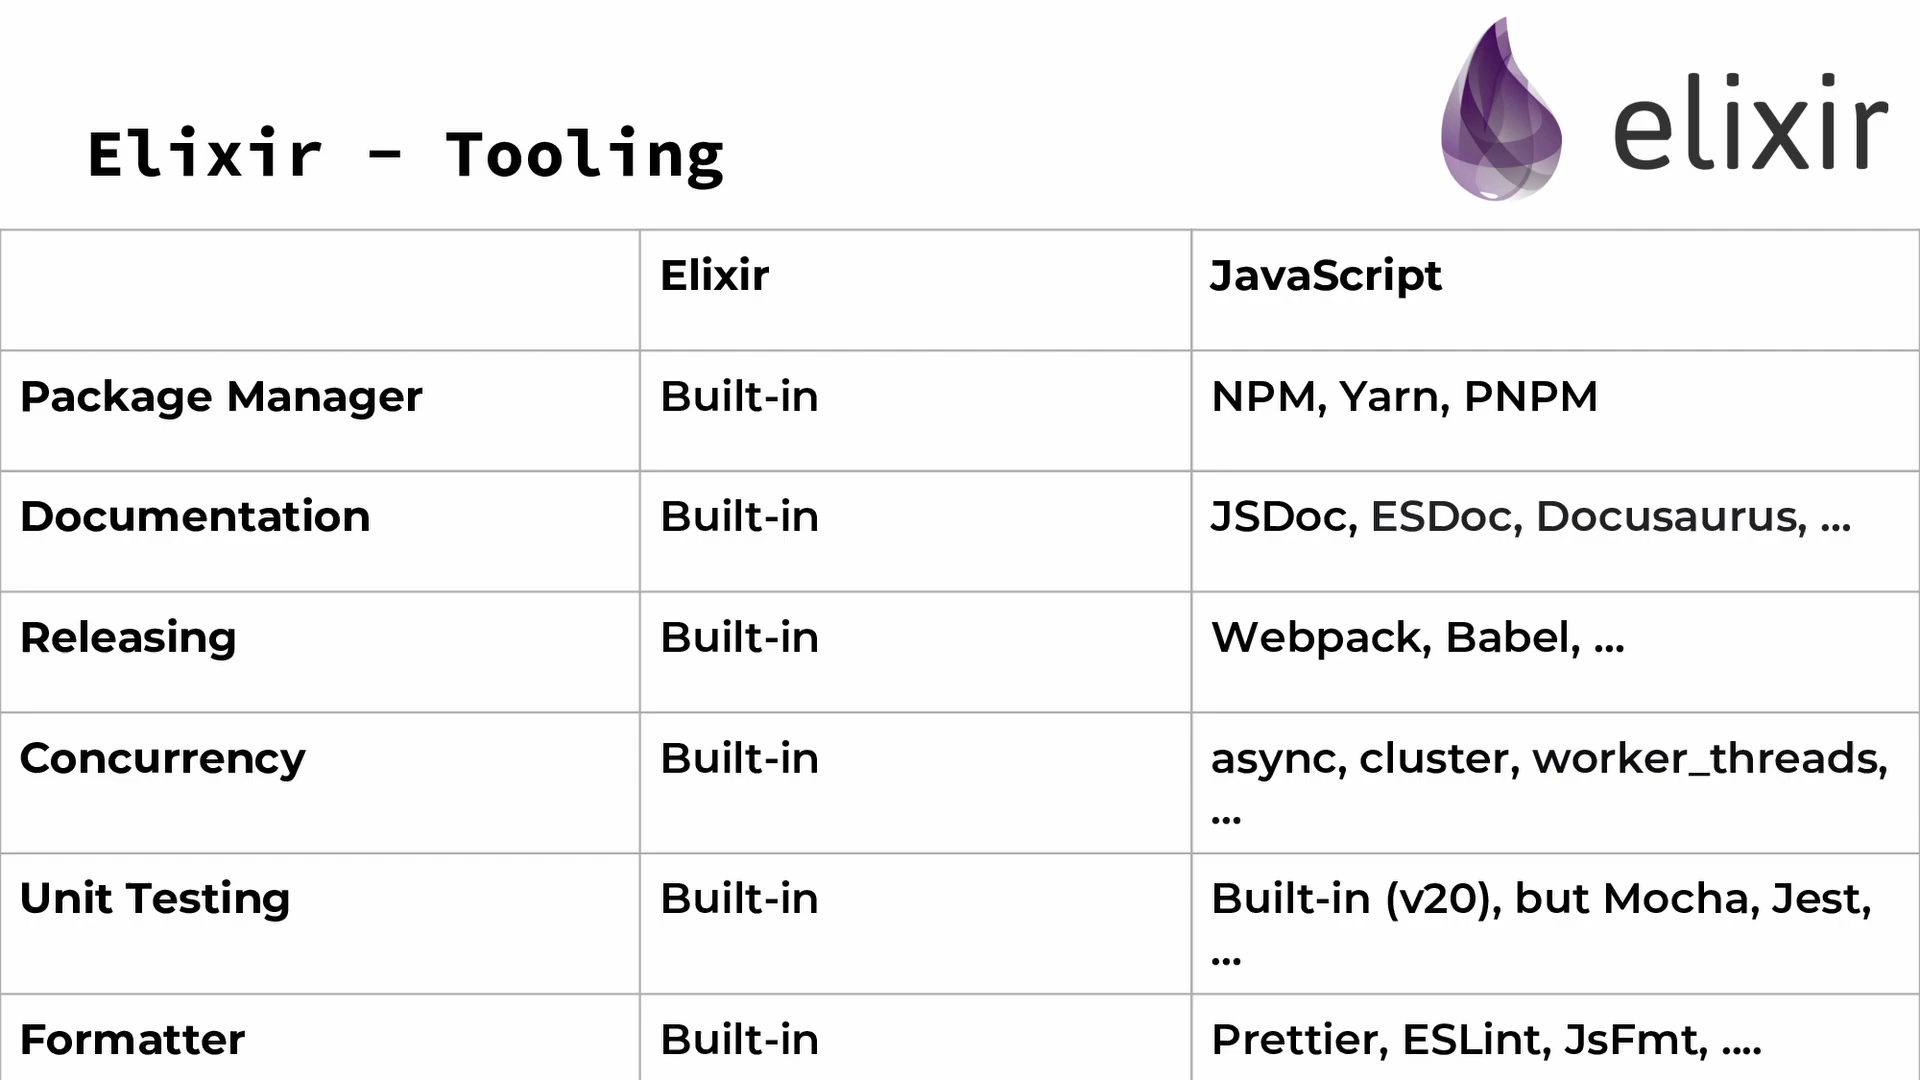 elixir
Elixir - Tooling
Elixir
JavaScript
Package Manager
Built-in
NPM, Yarn, PNPM
Documentation
Built-in
JSDoc, ESDoc, Docusaurus, ...
Releasing
Built-in
Webpack, Babel, ...
Concurrency
Built-in
async, cluster, worker_threads,
...
Unit Testing
Built-in
Built-in (v20), but Mocha, Jest,
...
Formatter
Built-in
Prettier, ESLint, JsFmt, ....